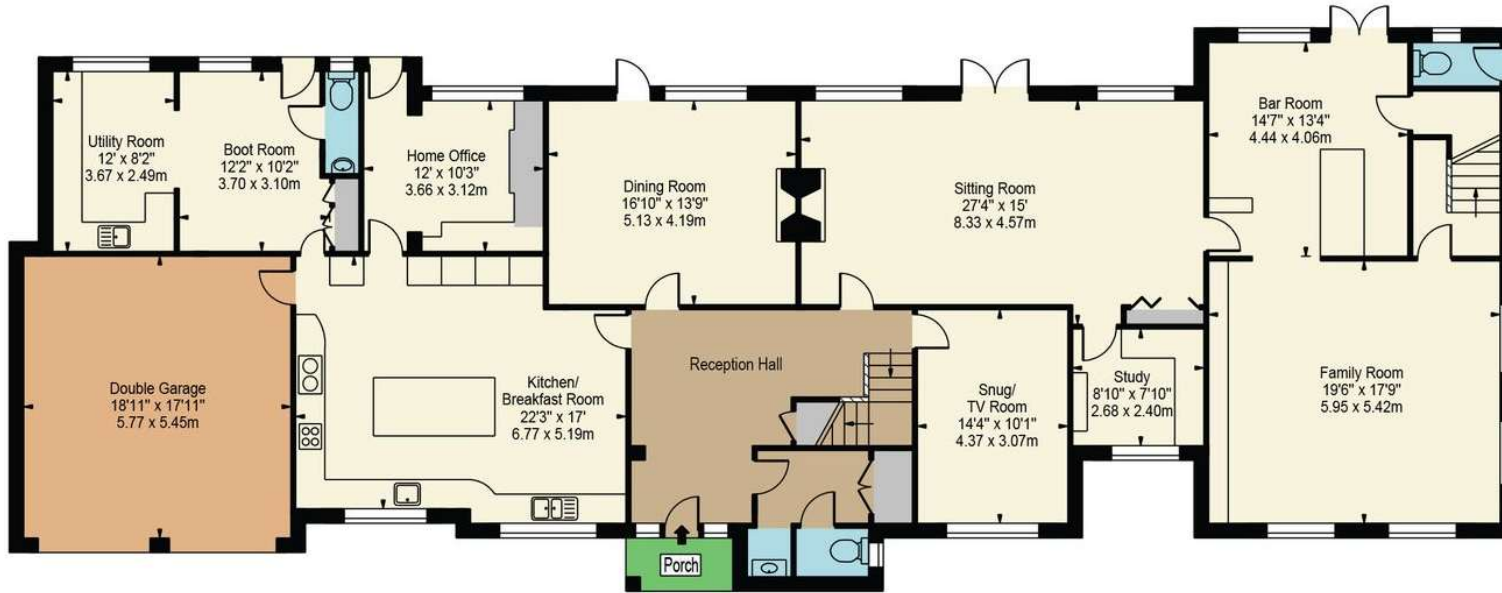 Utility Room
12' x 8'2"
3.67 x 2.49m
Boot Room
12'2" x 10'2"
3.70 x 3.10m
Home Office
12' x 10'3"
3.66 x 3.12m
Dining Room
16'10" x 13'9"
5.13 x 4.19m
Sitting Room
27'4" x 15'
8.33 x 4.57m
Bar Room
14'7" x 13'4"
4.44 x 4.06m
Double Garage
18'11" x 17'11"
5.77 x 5.45m
Kitchen/
Breakfast Room
22'3" x 17'
6.77 x 5.19m
Reception Hall
Snug/
TV Room
14'4" x 10'1"
4.37 x 3.07m
Study
8'10" x 7'10"
2.68 x 2.40m
Family Room
19'6" x 17'9"
5.95 x 5.42m
Porch